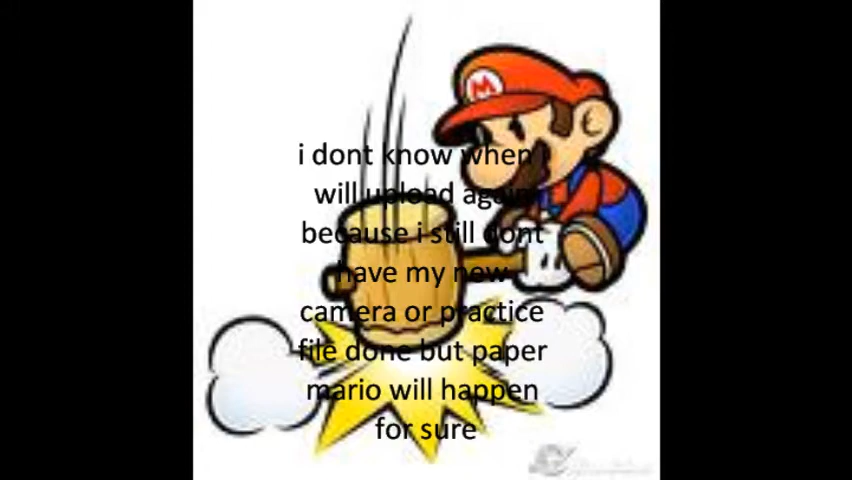 i dont know when i
will upload again
because i still dont
have my new
camera or practice
file done but paper
mario will happen
for sure
M